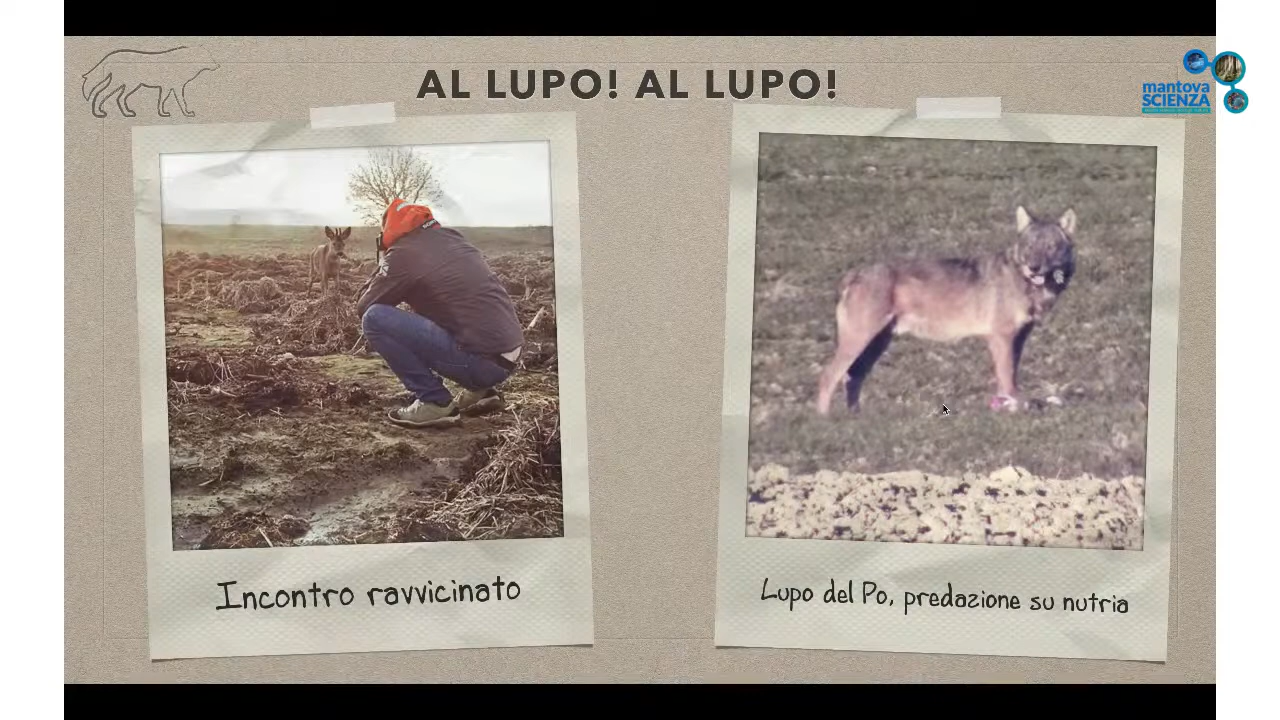 AL LUPO! AL LUPO!
mantova
SCIENZA
Incontro ravvicinato
Lupo del Po, predazione su nutria